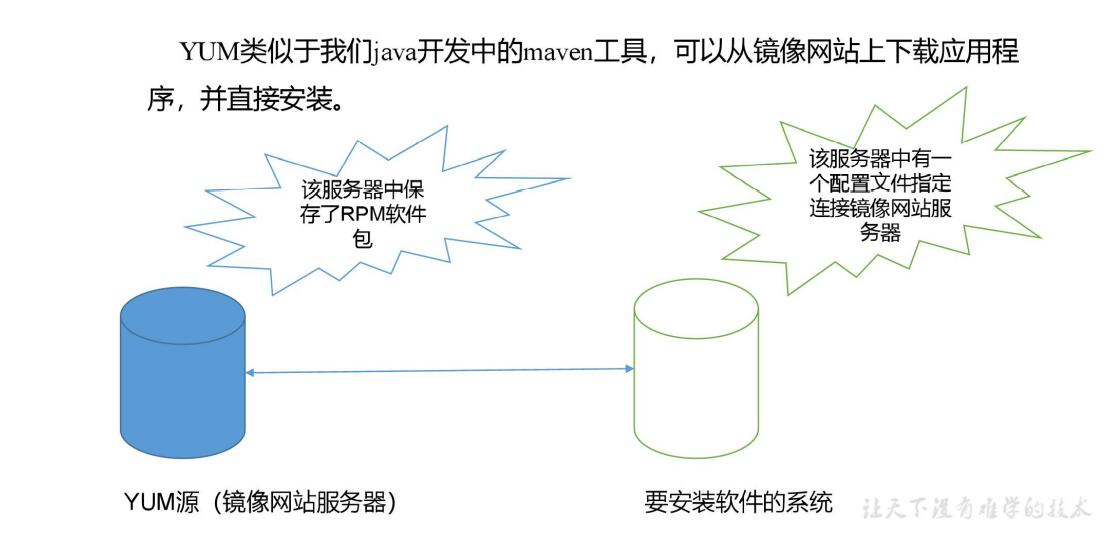 YUM类似于我们java开发中的maven工具，可以从镜像网站上下载应用程
序，并直接安装。
该服务器中保
存了RPM软件
包
该服务器中有一
个配置文件指定
连接镜像网站服
务器
YUM源（镜像网站服务器）
要安装软件的系统
让天下没有难学的技术